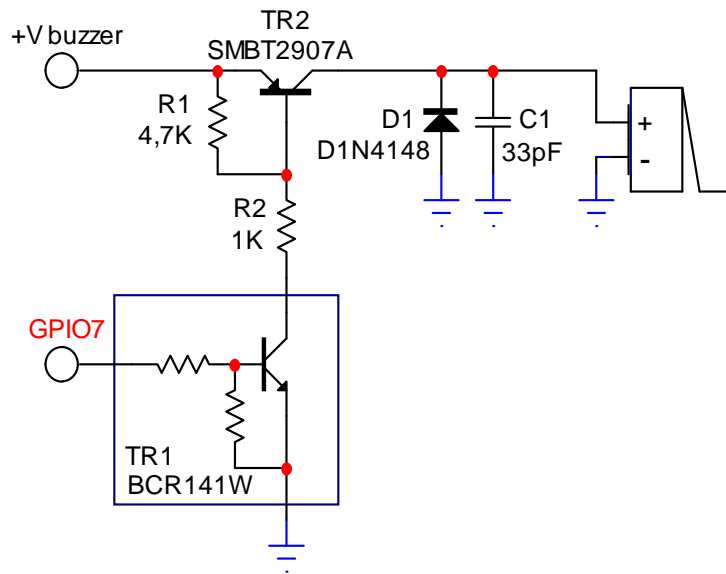 TR2
+V buzzer
SMBT2907A
R1
4,7K
D1
D1N4148
C1
33pF
+
-
R2
1K
GPIO7
TR1
BCR141W